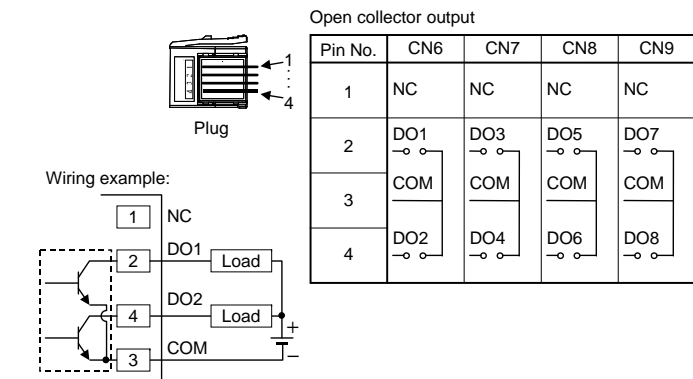 Open collector output
Pin No. CN6 CN7 CN8 CN9
1 NC NC NC NC
2 DO1 DO3 DO5 DO7
3 COM COM COM COM
4 DO2 DO4 DO6 DO8
1
4
Plug
Wiring example:
1 NC
2 DO1 Load
4 DO2 Load
+
3 COM
−